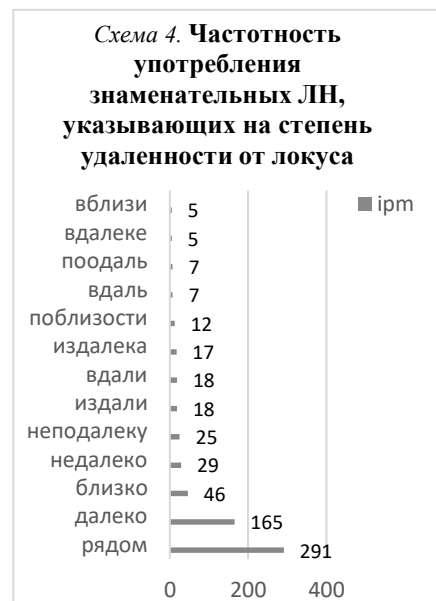 Схема 4. Частотность
употребления
знаменательных ЛН,
указывающих на степень
удаленности от локуса
вблизи 5
ipm
вдалеке 5
поодаль 7
вдаль 7
поблизости 12
издалека 17
вдали 18
издали 18
неподалеку 25
недалеко 29
близко 46
далеко 165
рядом 291
0 200 400